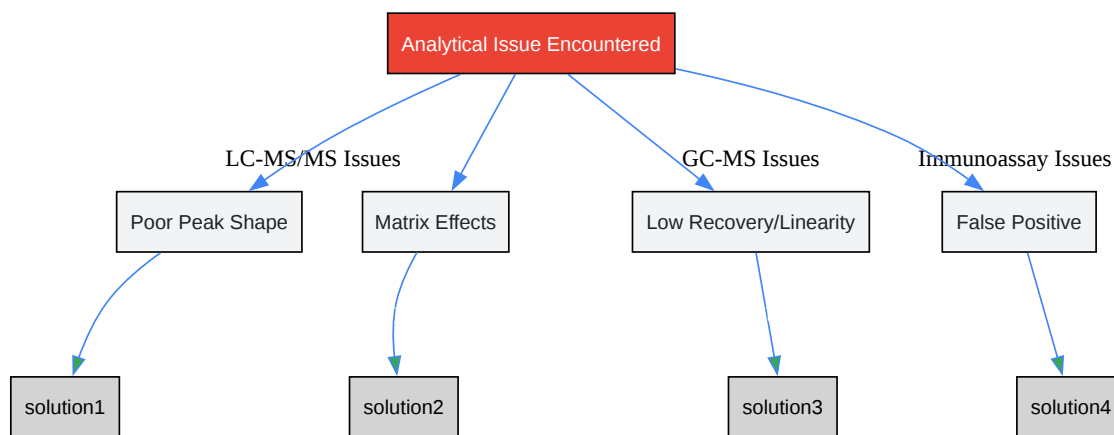 Analytical Issue Encountered
LC-MS/MS Issues
GC-MS Issues
Immunoassay Issues
Poor Peak Shape
Matrix Effects
Low Recovery/Linearity
False Positive
solution1
solution2
solution3
solution4